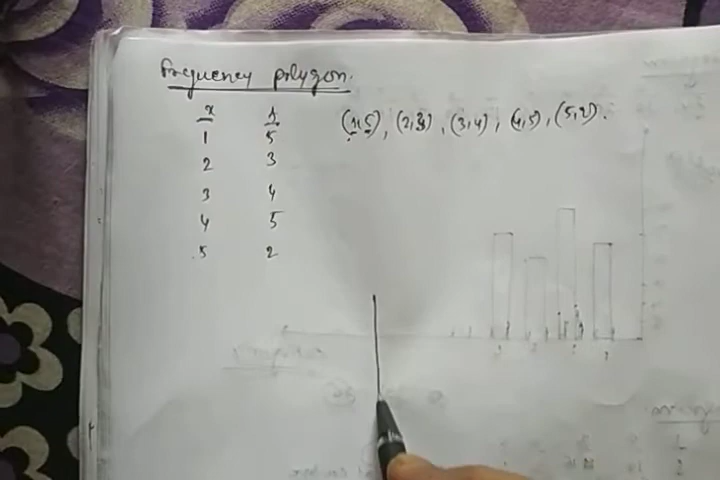 Frequency polygon.
x f
1 5
2 3
3 4
4 5
5 2
(1,5), (2,3), (3,4), (4,5), (5,2).